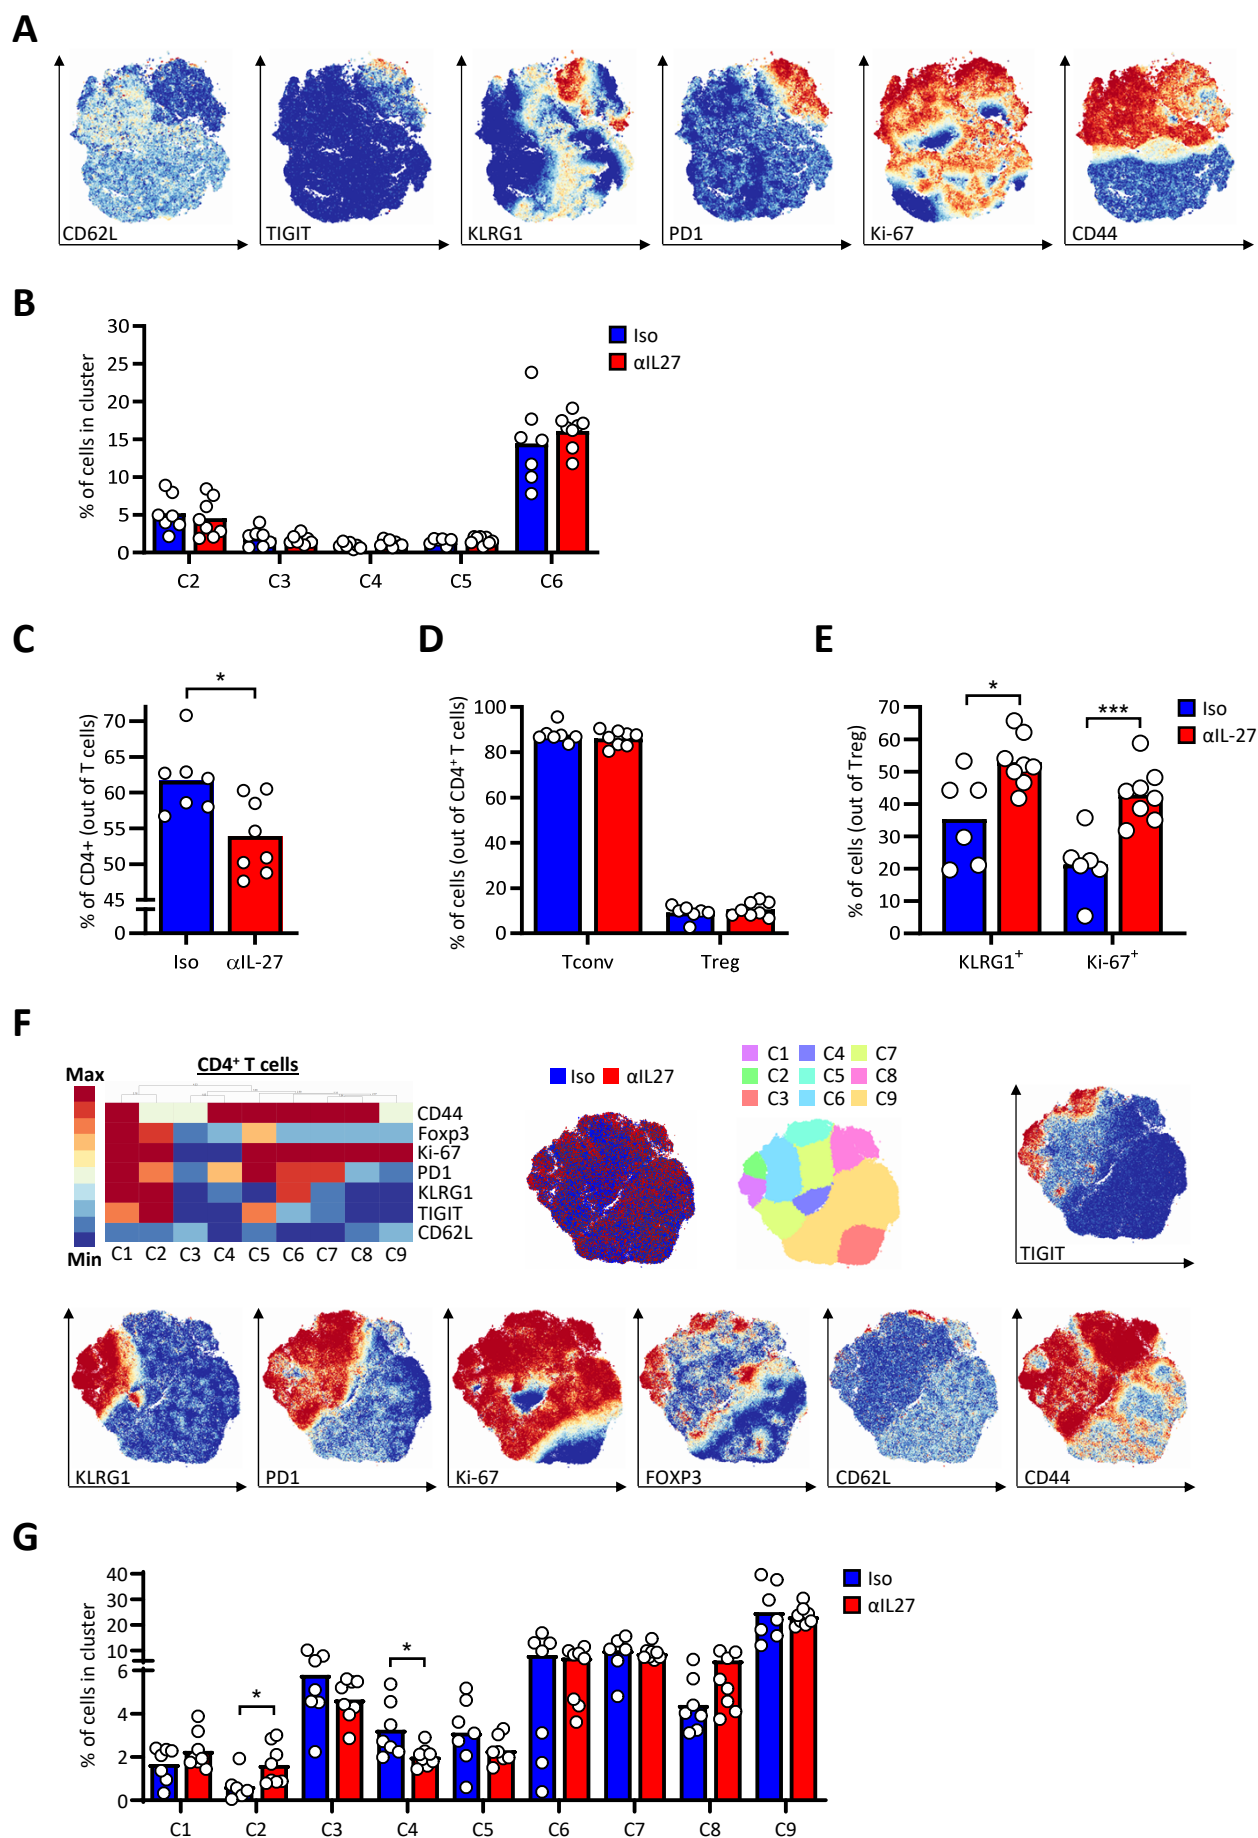 A
CD62L
TIGIT
KLRG1
PD1
Ki-67
CD44
B
% of cells in cluster
30
25
20
15
10
5
0
C2
C3
C4
C5
C6
Iso
αIL27
C
% of CD4+ (out of T cells)
70
65
60
55
50
45
0
*
Iso
αIL-27
D
% of cells (out of CD4⁺ T cells)
100
80
60
40
20
0
Tconv
Treg
E
% of cells (out of Treg)
70
60
50
40
30
20
10
0
*
***
KLRG1⁺
Ki-67⁺
Iso
αIL-27
F
CD4⁺ T cells
Max
Min
CD44
Foxp3
Ki-67
PD1
KLRG1
TIGIT
CD62L
C1 C2 C3 C4 C5 C6 C7 C8 C9
Iso αIL27
C1 C4 C7
C2 C5 C8
C3 C6 C9
TIGIT
KLRG1
PD1
Ki-67
FOXP3
CD62L
CD44
G
% of cells in cluster
40
30
20
10
6
4
2
0
*
*
C1
C2
C3
C4
C5
C6
C7
C8
C9
Iso
αIL27